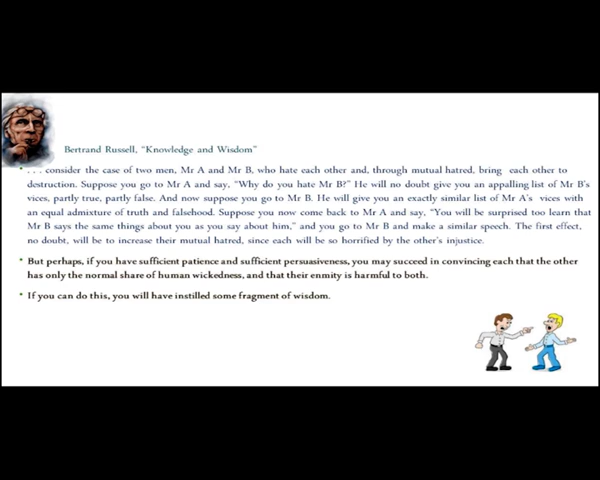 Bertrand Russell, "Knowledge and Wisdom"
• . . . consider the case of two men, Mr A and Mr B, who hate each other and, through mutual hatred, bring each other to
destruction. Suppose you go to Mr A and say, "Why do you hate Mr B?" He will no doubt give you an appalling list of Mr B's
vices, partly true, partly false. And now suppose you go to Mr B. He will give you an exactly similar list of Mr A's vices with
an equal admixture of truth and falsehood. Suppose you now come back to Mr A and say, "You will be surprised too learn that
Mr B says the same things about you as you say about him," and you go to Mr B and make a similar speech. The first effect,
no doubt, will be to increase their mutual hatred, since each will be so horrified by the other's injustice.
• But perhaps, if you have sufficient patience and sufficient persuasiveness, you may succeed in convincing each that the other
has only the normal share of human wickedness, and that their enmity is harmful to both.
• If you can do this, you will have instilled some fragment of wisdom.